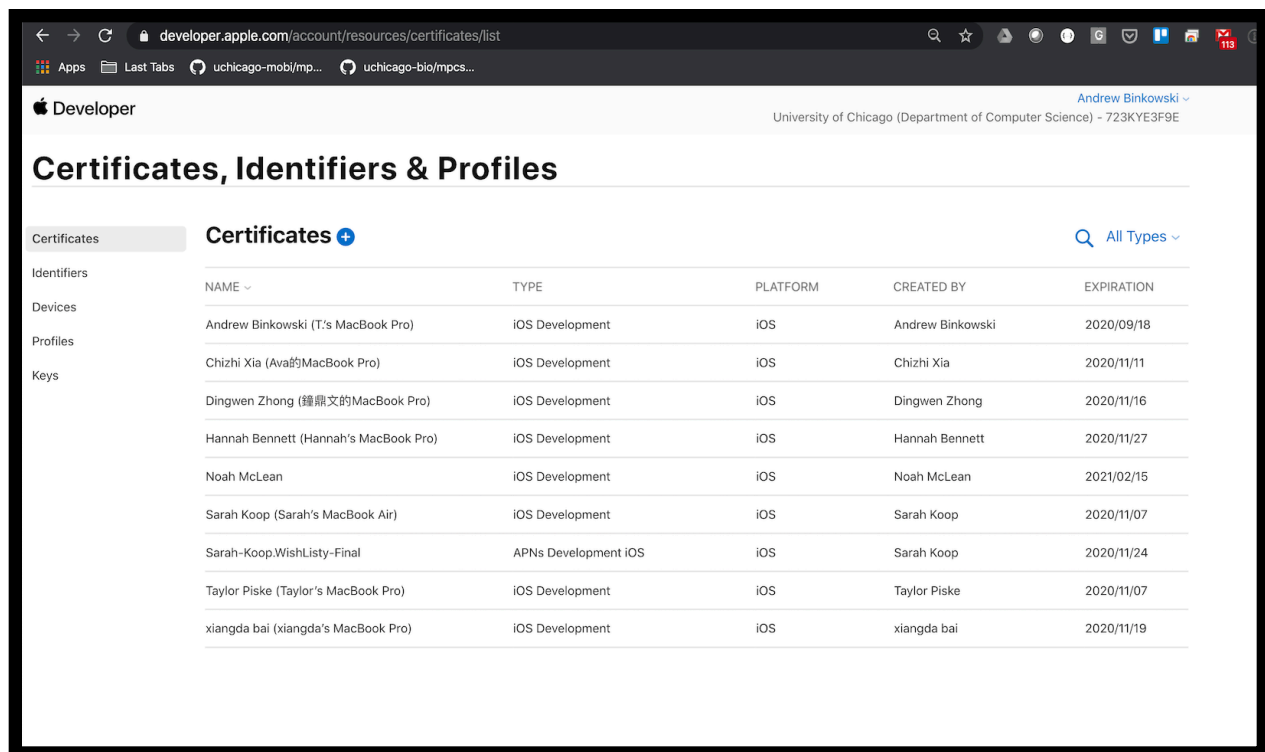 developer.apple.com/account/resources/certificates/list
G
113
Apps Last Tabs uchicago-mobi/mp... uchicago-bio/mpcs...
Developer
Andrew Binkowski
University of Chicago (Department of Computer Science) - 723KYE3F9E
Certificates, Identifiers & Profiles
Certificates
Identifiers
Devices
Profiles
Keys
Certificates
All Types
NAME TYPE PLATFORM CREATED BY EXPIRATION
Andrew Binkowski (T.'s MacBook Pro) iOS Development iOS Andrew Binkowski 2020/09/18
Chizhi Xia (Ava的MacBook Pro) iOS Development iOS Chizhi Xia 2020/11/11
Dingwen Zhong (鐘鼎文的MacBook Pro) iOS Development iOS Dingwen Zhong 2020/11/16
Hannah Bennett (Hannah's MacBook Pro) iOS Development iOS Hannah Bennett 2020/11/27
Noah McLean iOS Development iOS Noah McLean 2021/02/15
Sarah Koop (Sarah's MacBook Air) iOS Development iOS Sarah Koop 2020/11/07
Sarah-Koop.WishListy-Final APNs Development iOS iOS Sarah Koop 2020/11/24
Taylor Piske (Taylor's MacBook Pro) iOS Development iOS Taylor Piske 2020/11/07
xiangda bai (xiangda's MacBook Pro) iOS Development iOS xiangda bai 2020/11/19